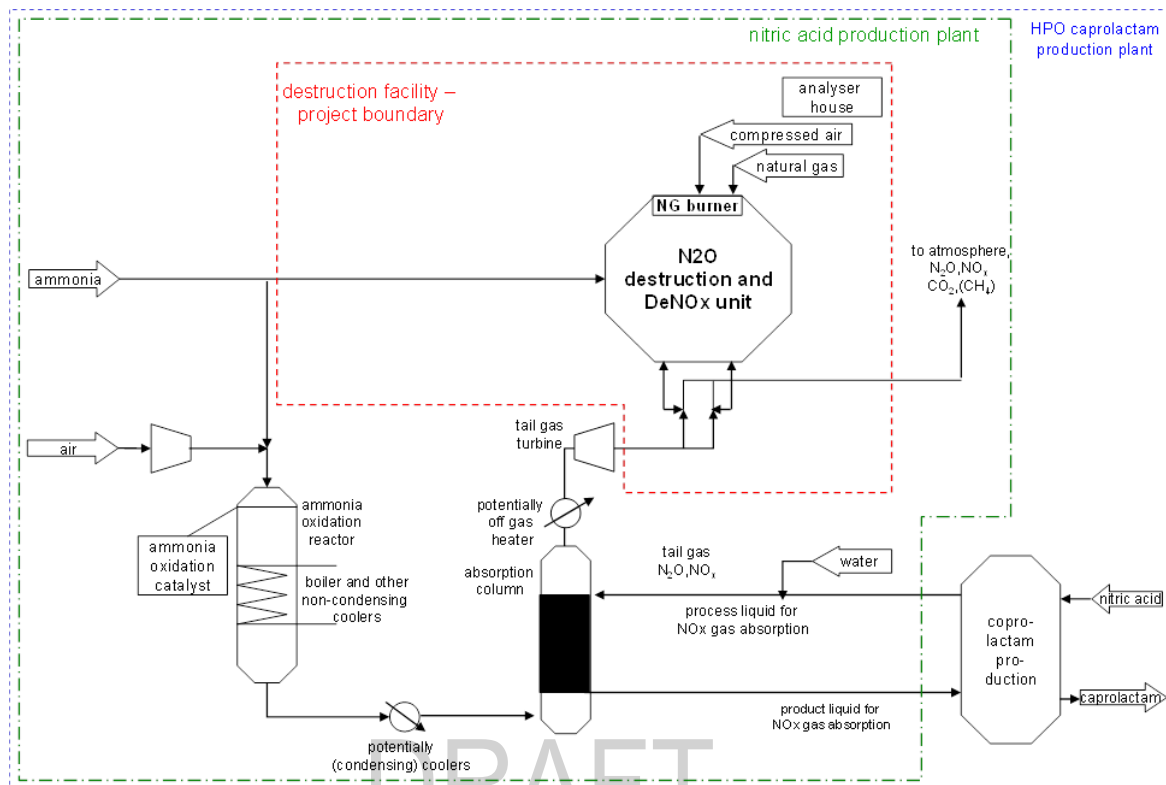 nitric acid production plant
HPO caprolactam
production plant
destruction facility –
project boundary
analyser
house
compressed air
natural gas
NG burner
N2O
destruction and
DeNOx unit
to atmosphere,
N₂O,NOₓ
CO₂,(CH₄)
ammonia
air
tail gas
turbine
ammonia
oxidation
reactor
ammonia
oxidation
catalyst
boiler and other
non-condensing
coolers
potentially
off gas
heater
absorption
column
tail gas
N₂O,NOₓ
water
process liquid for
NOx gas absorption
nitric acid
copro-
lactam
pro-
duction
caprolactam
product liquid for
NOx gas absorption
potentially
(condensing) coolers
DRAFT